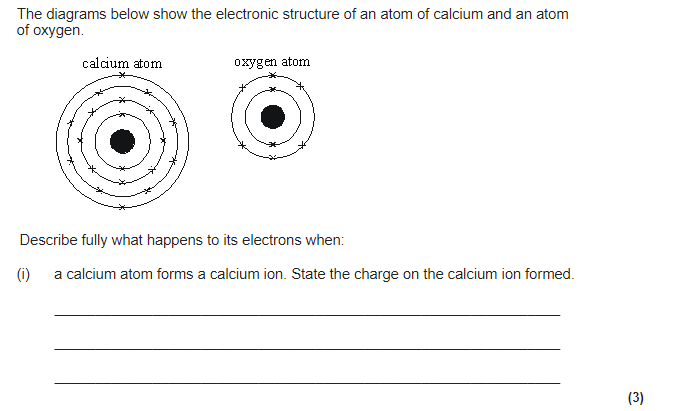 The diagrams below show the electronic structure of an atom of calcium and an atom
of oxygen.
calcium atom
oxygen atom
Describe fully what happens to its electrons when:
(i) a calcium atom forms a calcium ion. State the charge on the calcium ion formed.
(3)